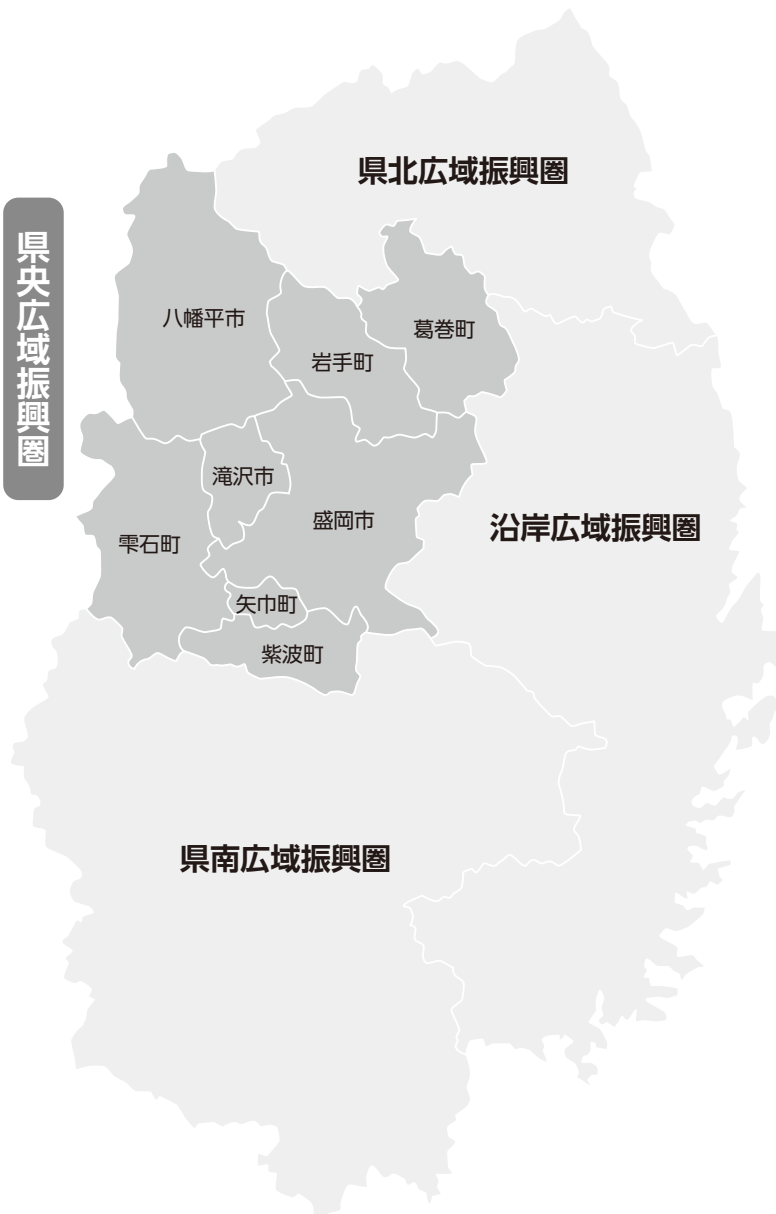 県北広域振興圏
県央広域振興圏
八幡平市
葛巻町
岩手町
滝沢市
盛岡市
沿岸広域振興圏
雫石町
矢巾町
紫波町
県南広域振興圏